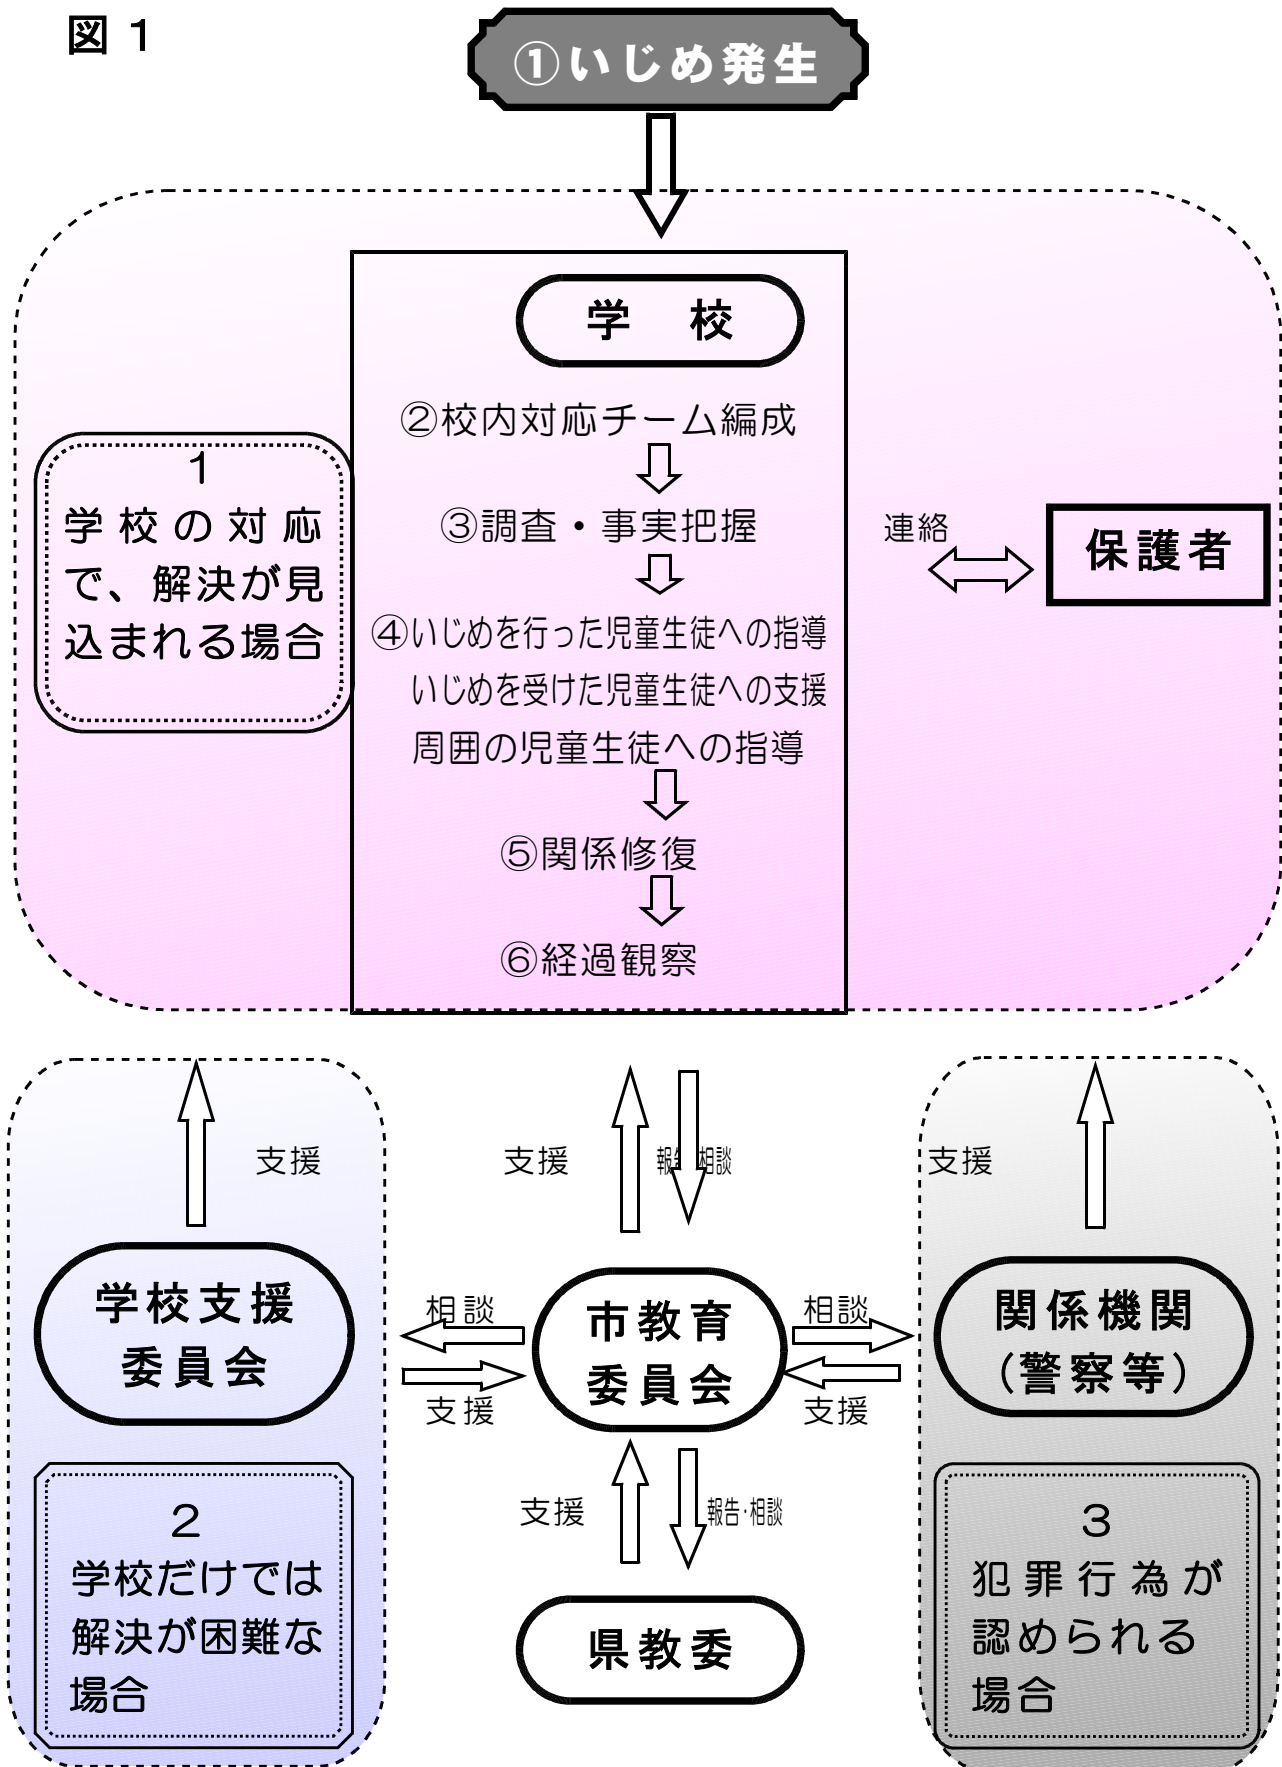 図 1
①いじめ発生
学 校
②校内対応チーム編成
③調査・事実把握
④いじめを行った児童生徒への指導
いじめを受けた児童生徒への支援
周囲の児童生徒への指導
⑤関係修復
⑥経過観察
1
学校の対応
で、解決が見
込まれる場合
連絡
保護者
支援
支援
報告・相談
支援
学校支援
委員会
相談
支援
市教育
委員会
相談
支援
関係機関
(警察等)
支援
報告・相談
県教委
2
学校だけでは
解決が困難な
場合
3
犯罪行為が
認められる
場合